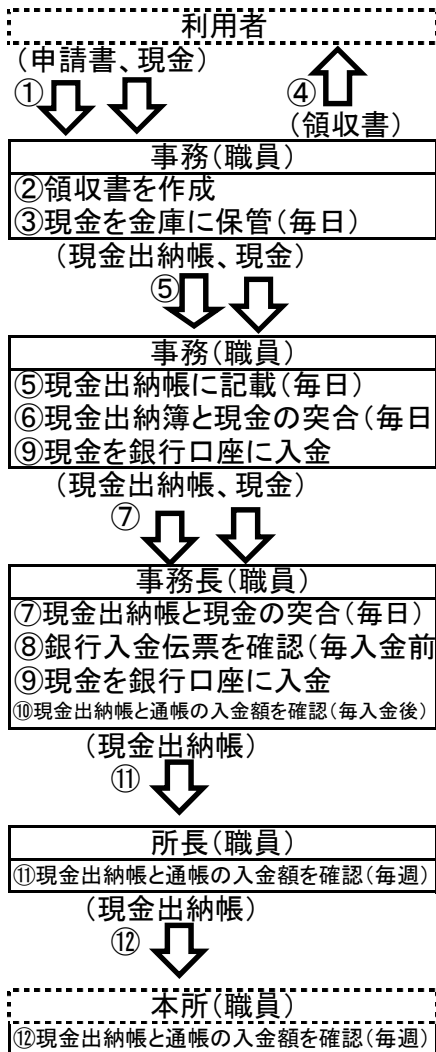 利用者
(申請書、現金)
① ④
(領収書)
事務(職員)
②領収書を作成
③現金を金庫に保管(毎日)
(現金出納帳、現金)
⑤
事務(職員)
⑤現金出納帳に記載(毎日)
⑥現金出納簿と現金の突合(毎日
⑨現金を銀行口座に入金
(現金出納帳、現金)
⑦
事務長(職員)
⑦現金出納帳と現金の突合(毎日)
⑧銀行入金伝票を確認(毎入金前
⑨現金を銀行口座に入金
⑩現金出納帳と通帳の入金額を確認(毎入金後)
(現金出納帳)
⑪
所長(職員)
⑪現金出納帳と通帳の入金額を確認(毎週)
(現金出納帳)
⑫
本所(職員)
⑫現金出納帳と通帳の入金額を確認(毎週)